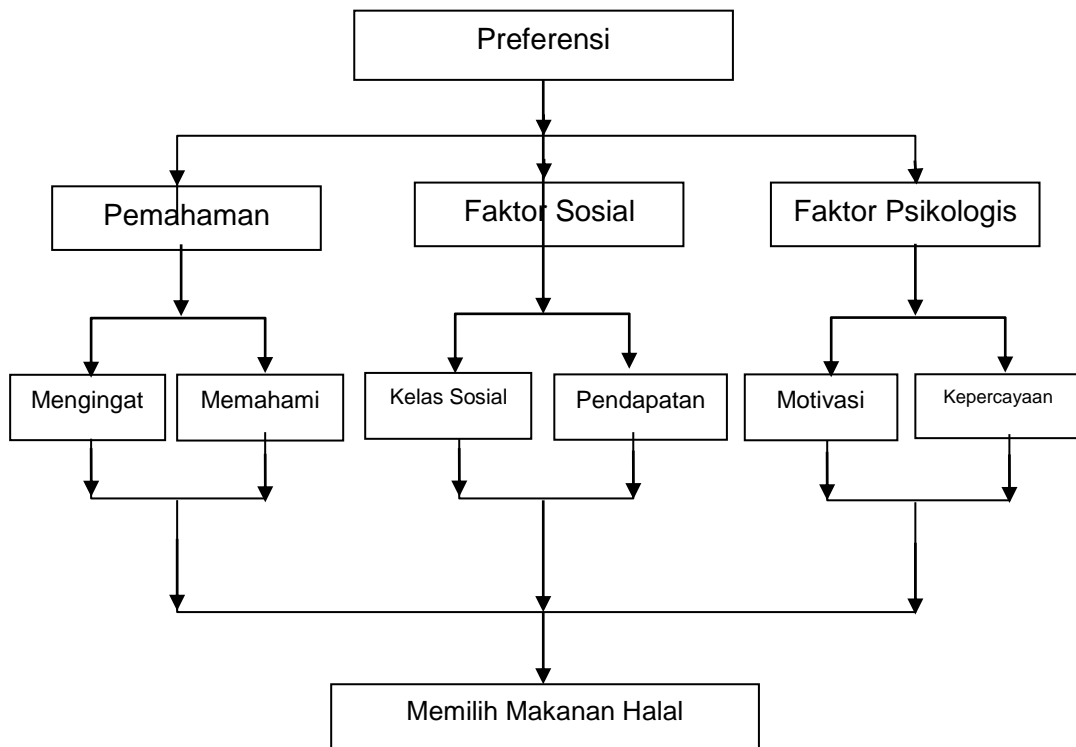 Preferensi
Pemahaman
Faktor Sosial
Faktor Psikologis
Mengingat
Memahami
Kelas Sosial
Pendapatan
Motivasi
Kepercayaan
Memilih Makanan Halal